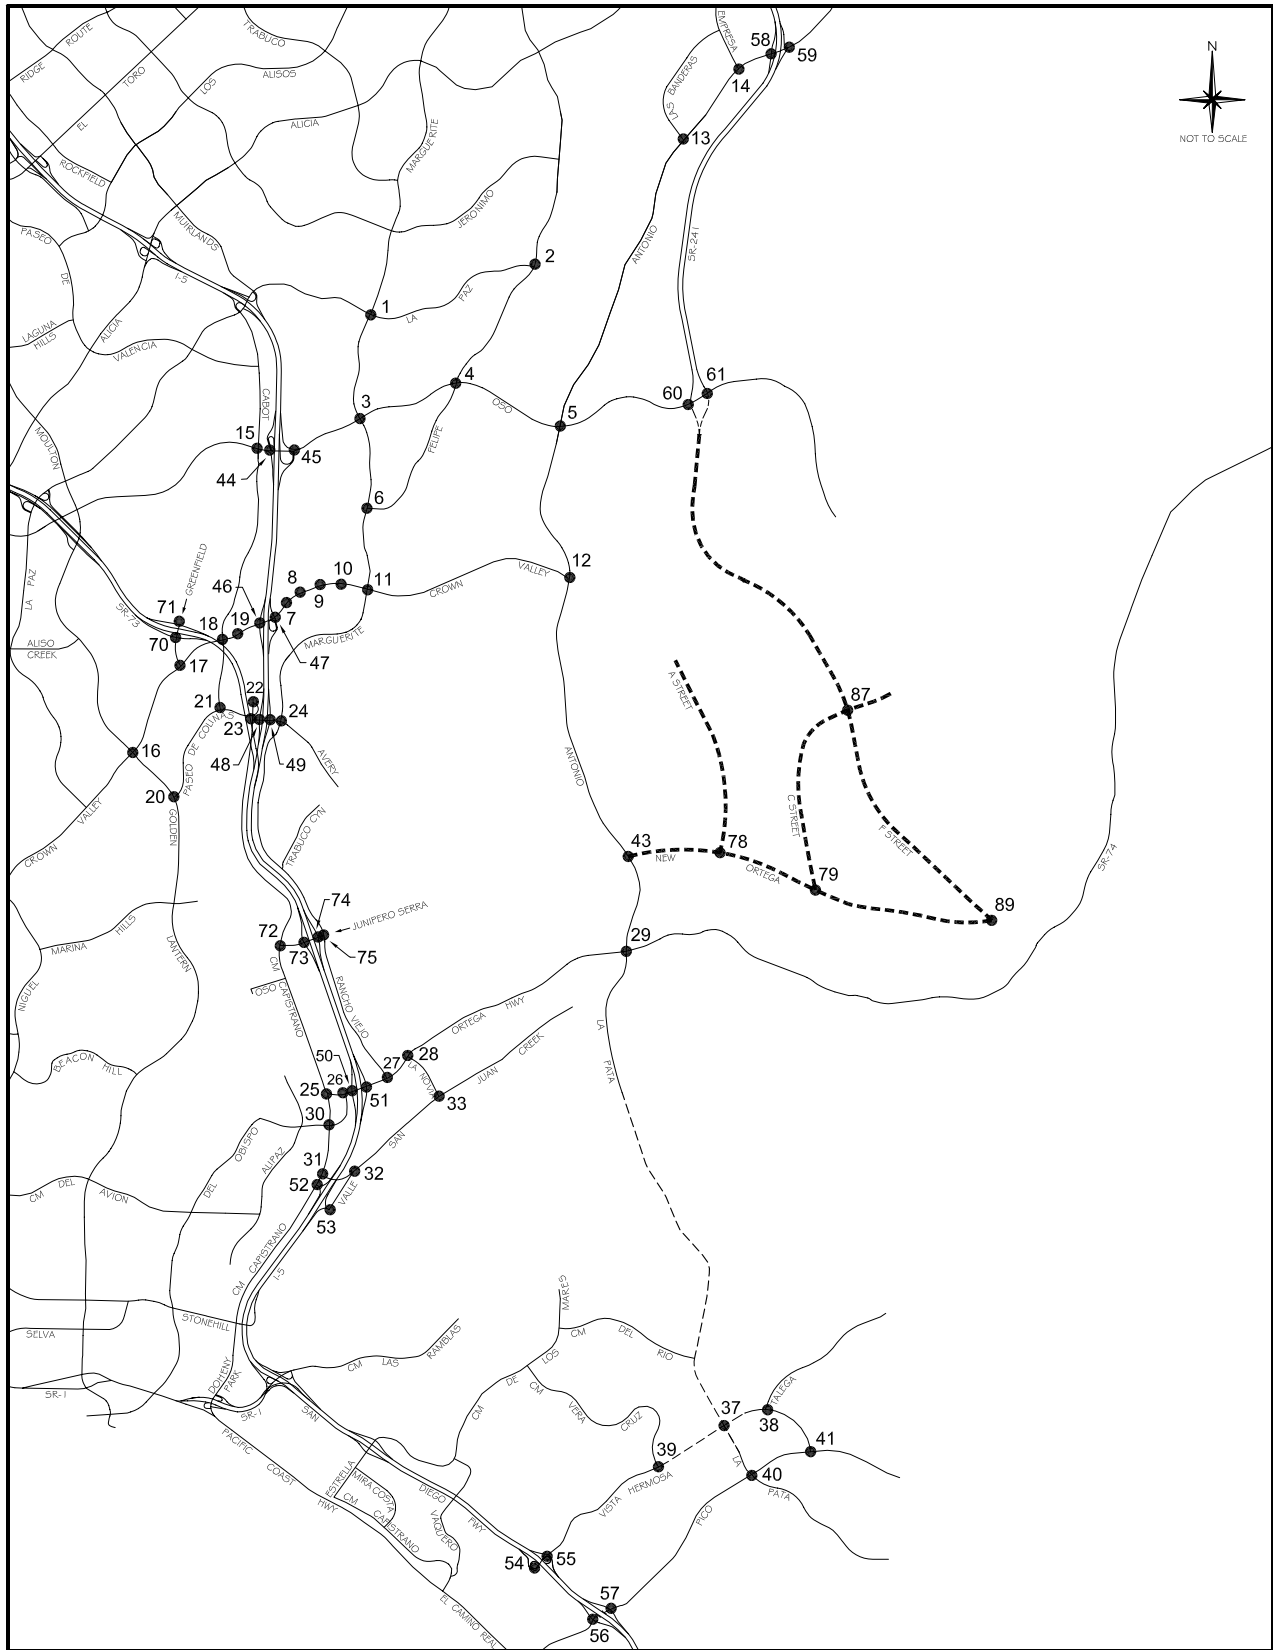 TRABUCO
EMPRESA
58
59
RIDGE ROUTE
EL TORO
LOS ALISOS
14
LAS BANDERAS
N
NOT TO SCALE
ALICIA
MARGUERITE
13
ROCKFIELD
JERONIMO
MUIRLANDS
PASEO DE VALENCIA
ANTONIO
SR-241
2
I-5
LA PAZ
1
LAGUNA
HILLS
ALICIA
4
61
60
CABOT
3
OSO
5
MOULTON
FELIPE
15
45
44
6
GREENFIELD
12
VALLEY
CROWN
LA PAZ
SR-73
46
8
10
9
11
71
18
19
7
MARGUERITE
70
ALISO
CREEK
17
47
A STREET
87
22
21
24
23
PASEO DE COLINAS
48
49
AVERY
16
ANTONIO
20
GOLDEN
LANTERN
CROWN
VALLEY
C STREET
F STREET
TRABUCO CYN
43
NEW
ORTEGA
78
79
89
SR-74
74
JUNIPERO SERRA
72
73
75
29
MARINA
HILLS
OSO
CM
CAPISTRANO
RANCHO VIEJO
NIGUEL
ORTEGA
HWY
LA
PATA
BEACON
HILL
50
27
28
LA NOVIA
JUAN
CREEK
25
26
51
33
30
SAN
DEL
OBISPO
ALIPAZ
31
32
52
VALLE
53
CM
DEL
AVION
CM CAPISTRANO
I-5
STONEHILL
SELVA
MARES
CM
DEL
RIO
CM
LAS
RAMBLAS
LOS
DE
CM
CM
VERA
CRUZ
DOHENY
PARK
SR-1
SR-1
TALEGA
37
38
41
39
40
LA
PATA
SAN
DIEGO
FWY
PACIFIC
COAST
HWY
ESTRELLA
MIRA COSTA
CM
CAPISTRANO
VAQUERO
VISTA
HERMOSA
PICO
54
55
57
56
EL CAMINO REAL